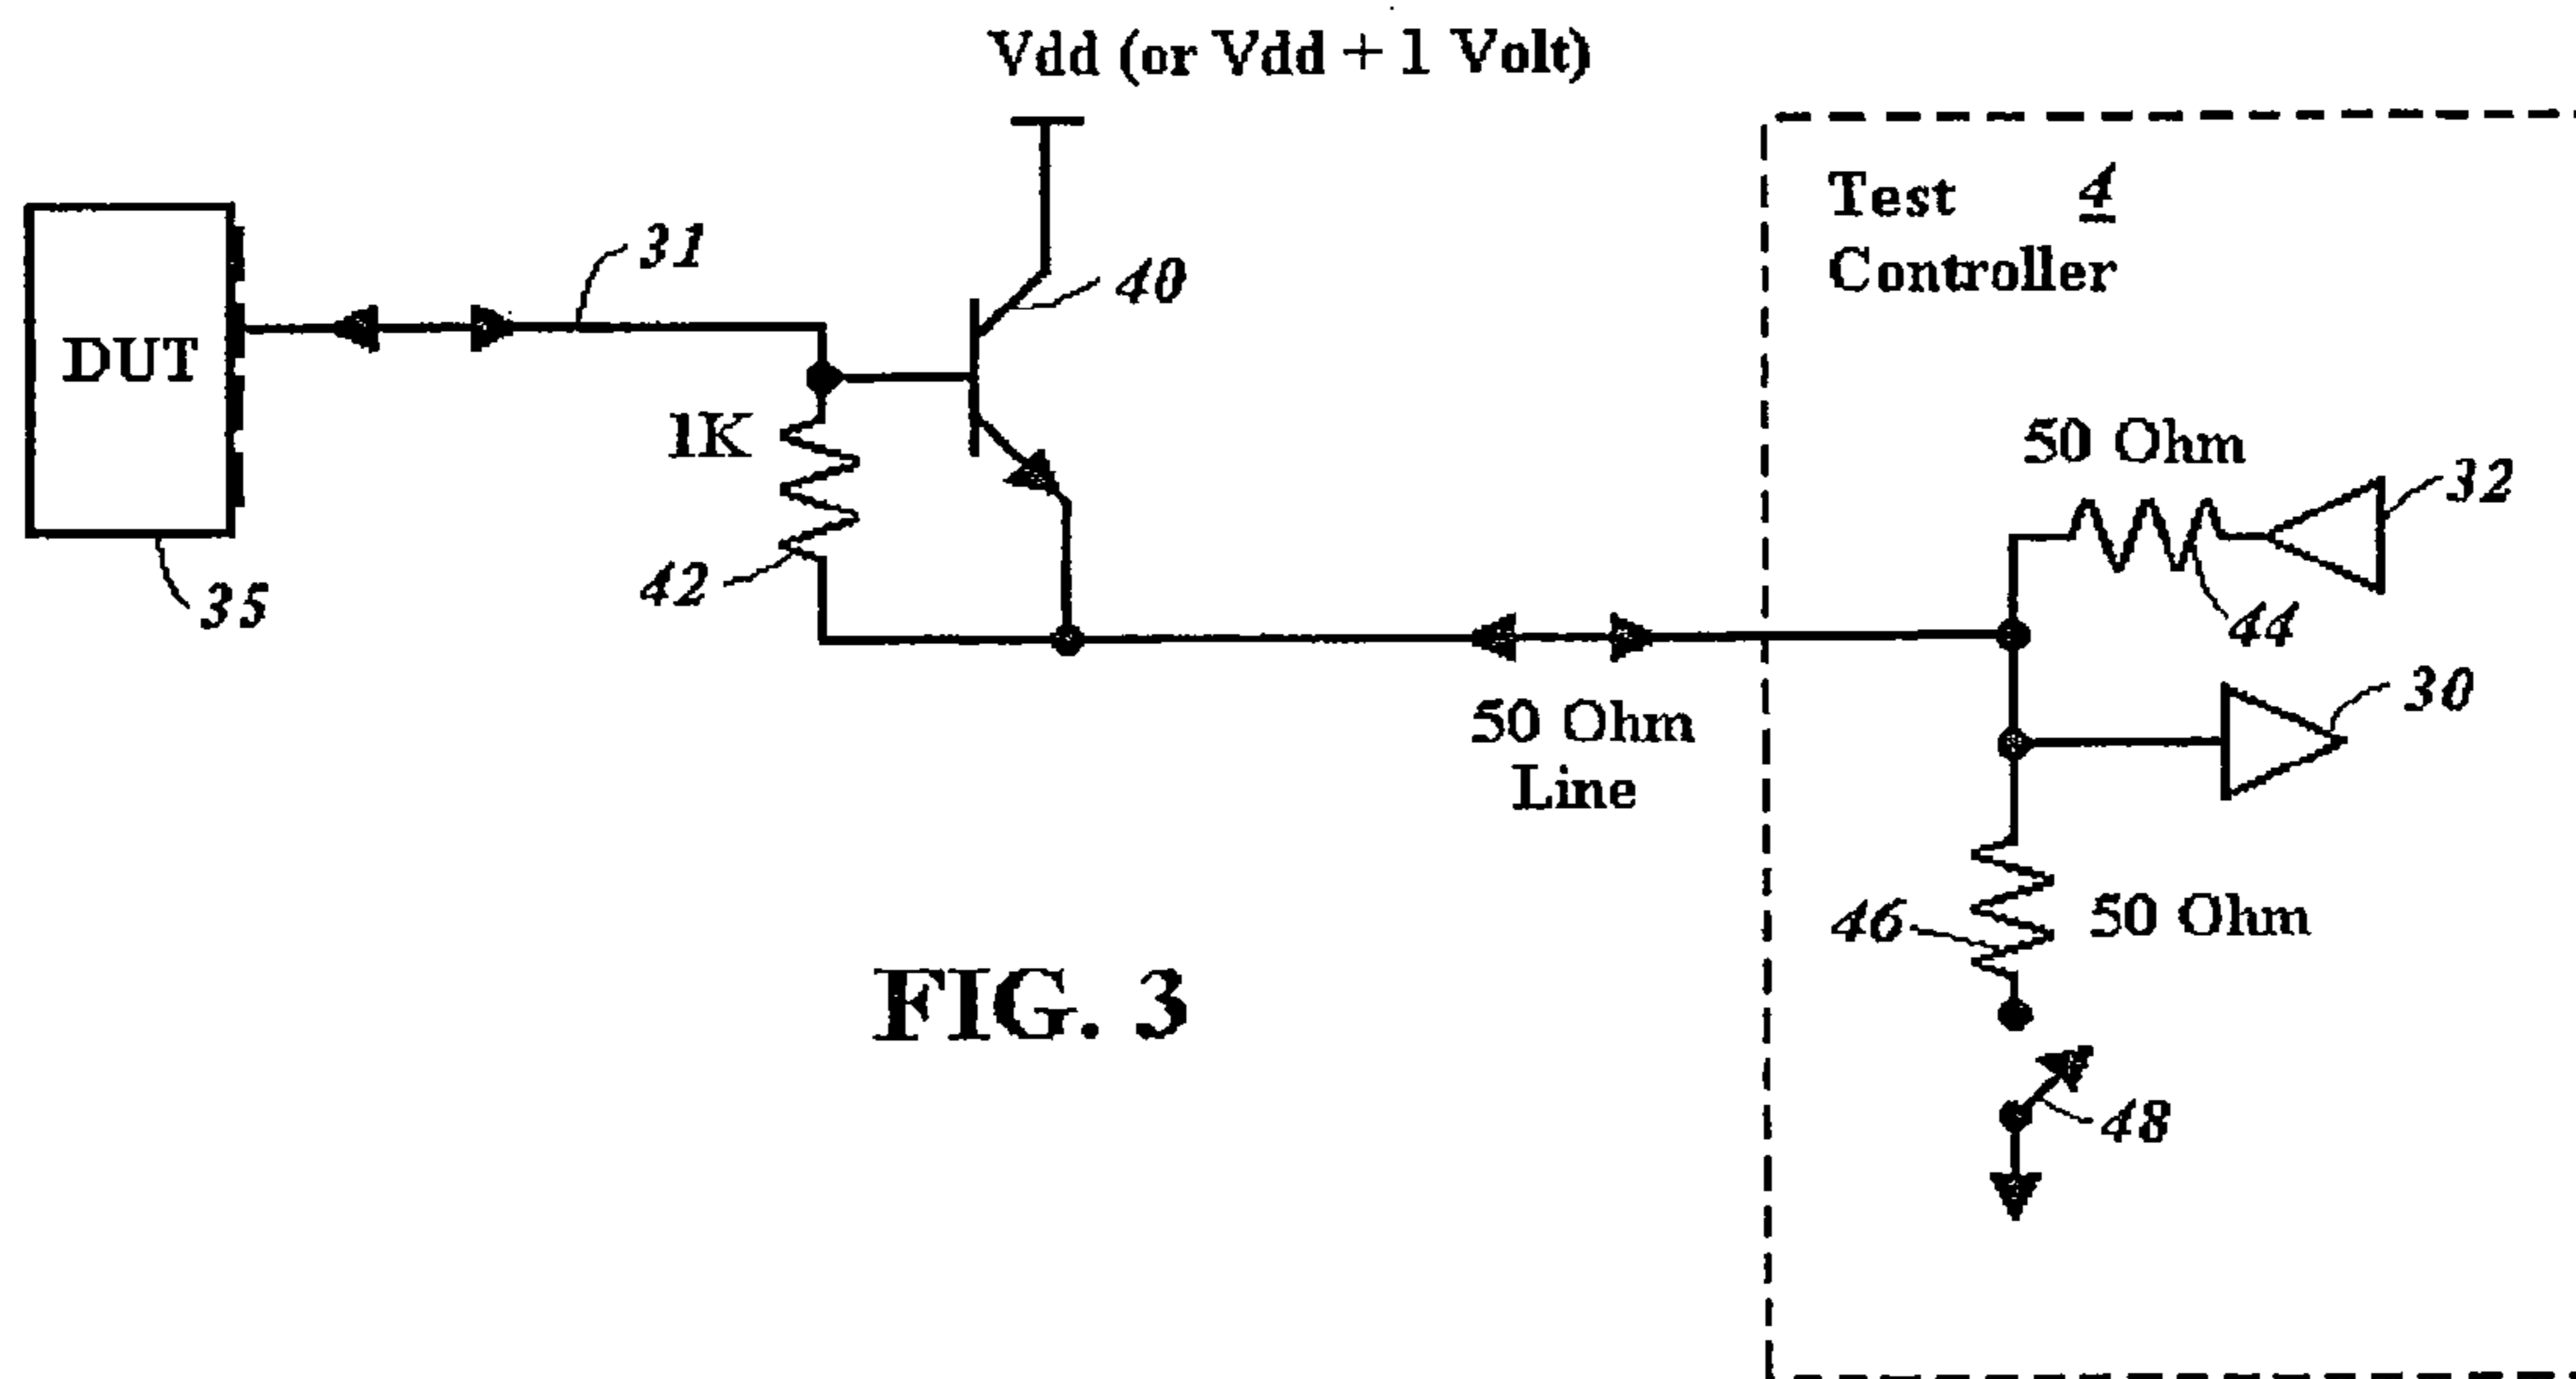 Vdd (or Vdd + 1 Volt)
Test 4
Controller
31
40
DUT
1K
50 Ohm
32
42
35
44
30
50 Ohm
Line
46
50 Ohm
FIG. 3
48